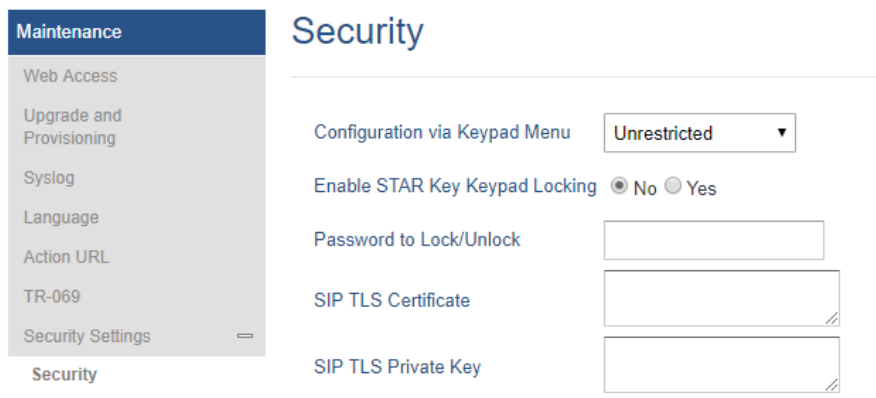 Maintenance
Web Access
Upgrade and
Provisioning
Syslog
Language
Action URL
TR-069
Security Settings
Security
Security
Configuration via Keypad Menu Unrestricted
Enable STAR Key Keypad Locking No Yes
Password to Lock/Unlock
SIP TLS Certificate
SIP TLS Private Key